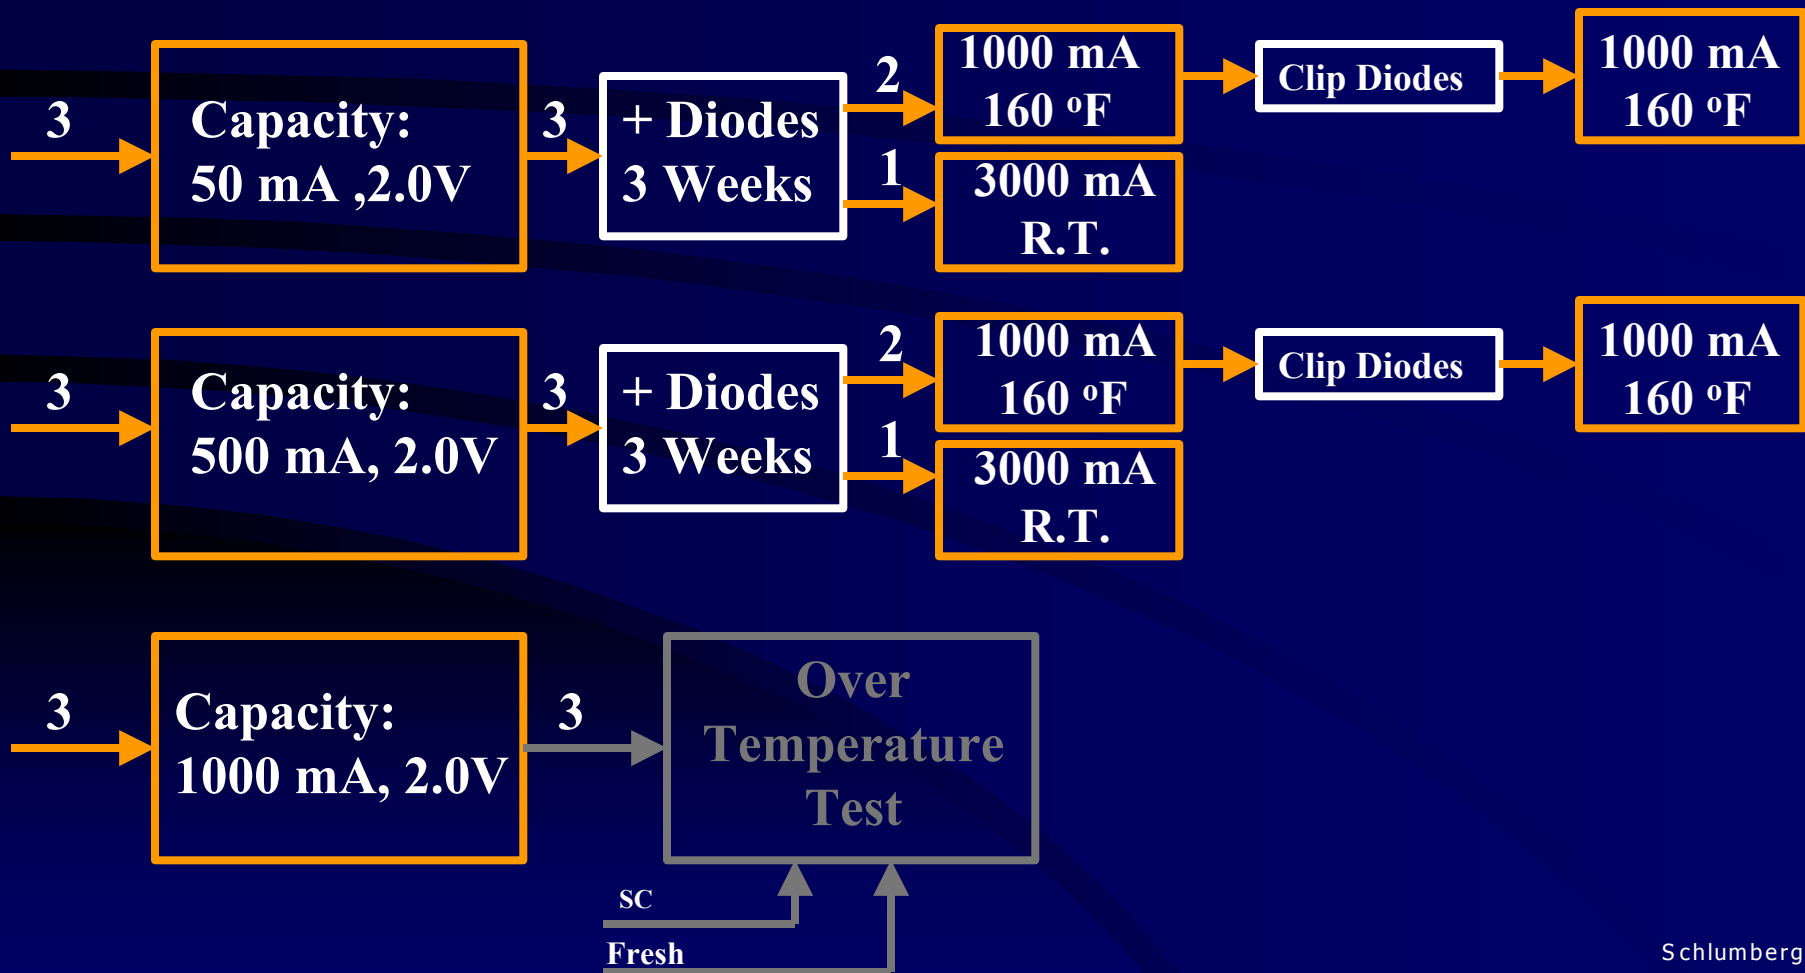 3
Capacity:
50 mA ,2.0V
3
+ Diodes
3 Weeks
2
1000 mA
160 oF
Clip Diodes
1000 mA
160 oF
1
3000 mA
R.T.
3
Capacity:
500 mA, 2.0V
3
+ Diodes
3 Weeks
2
1000 mA
160 oF
Clip Diodes
1000 mA
160 oF
1
3000 mA
R.T.
3
Capacity:
1000 mA, 2.0V
3
Over
Temperature
Test
SC
Fresh
Schlumberg